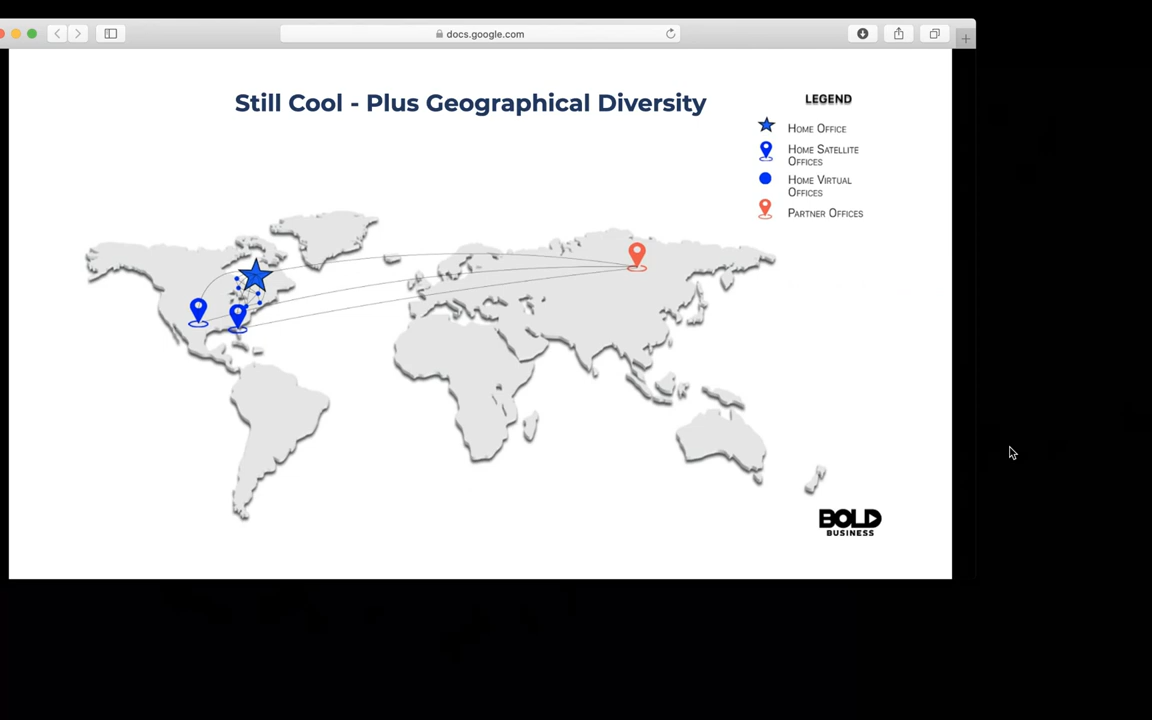 docs.google.com
Still Cool - Plus Geographical Diversity
LEGEND
HOME OFFICE
HOME SATELLITE
OFFICES
HOME VIRTUAL
OFFICES
PARTNER OFFICES
BOLD
BUSINESS